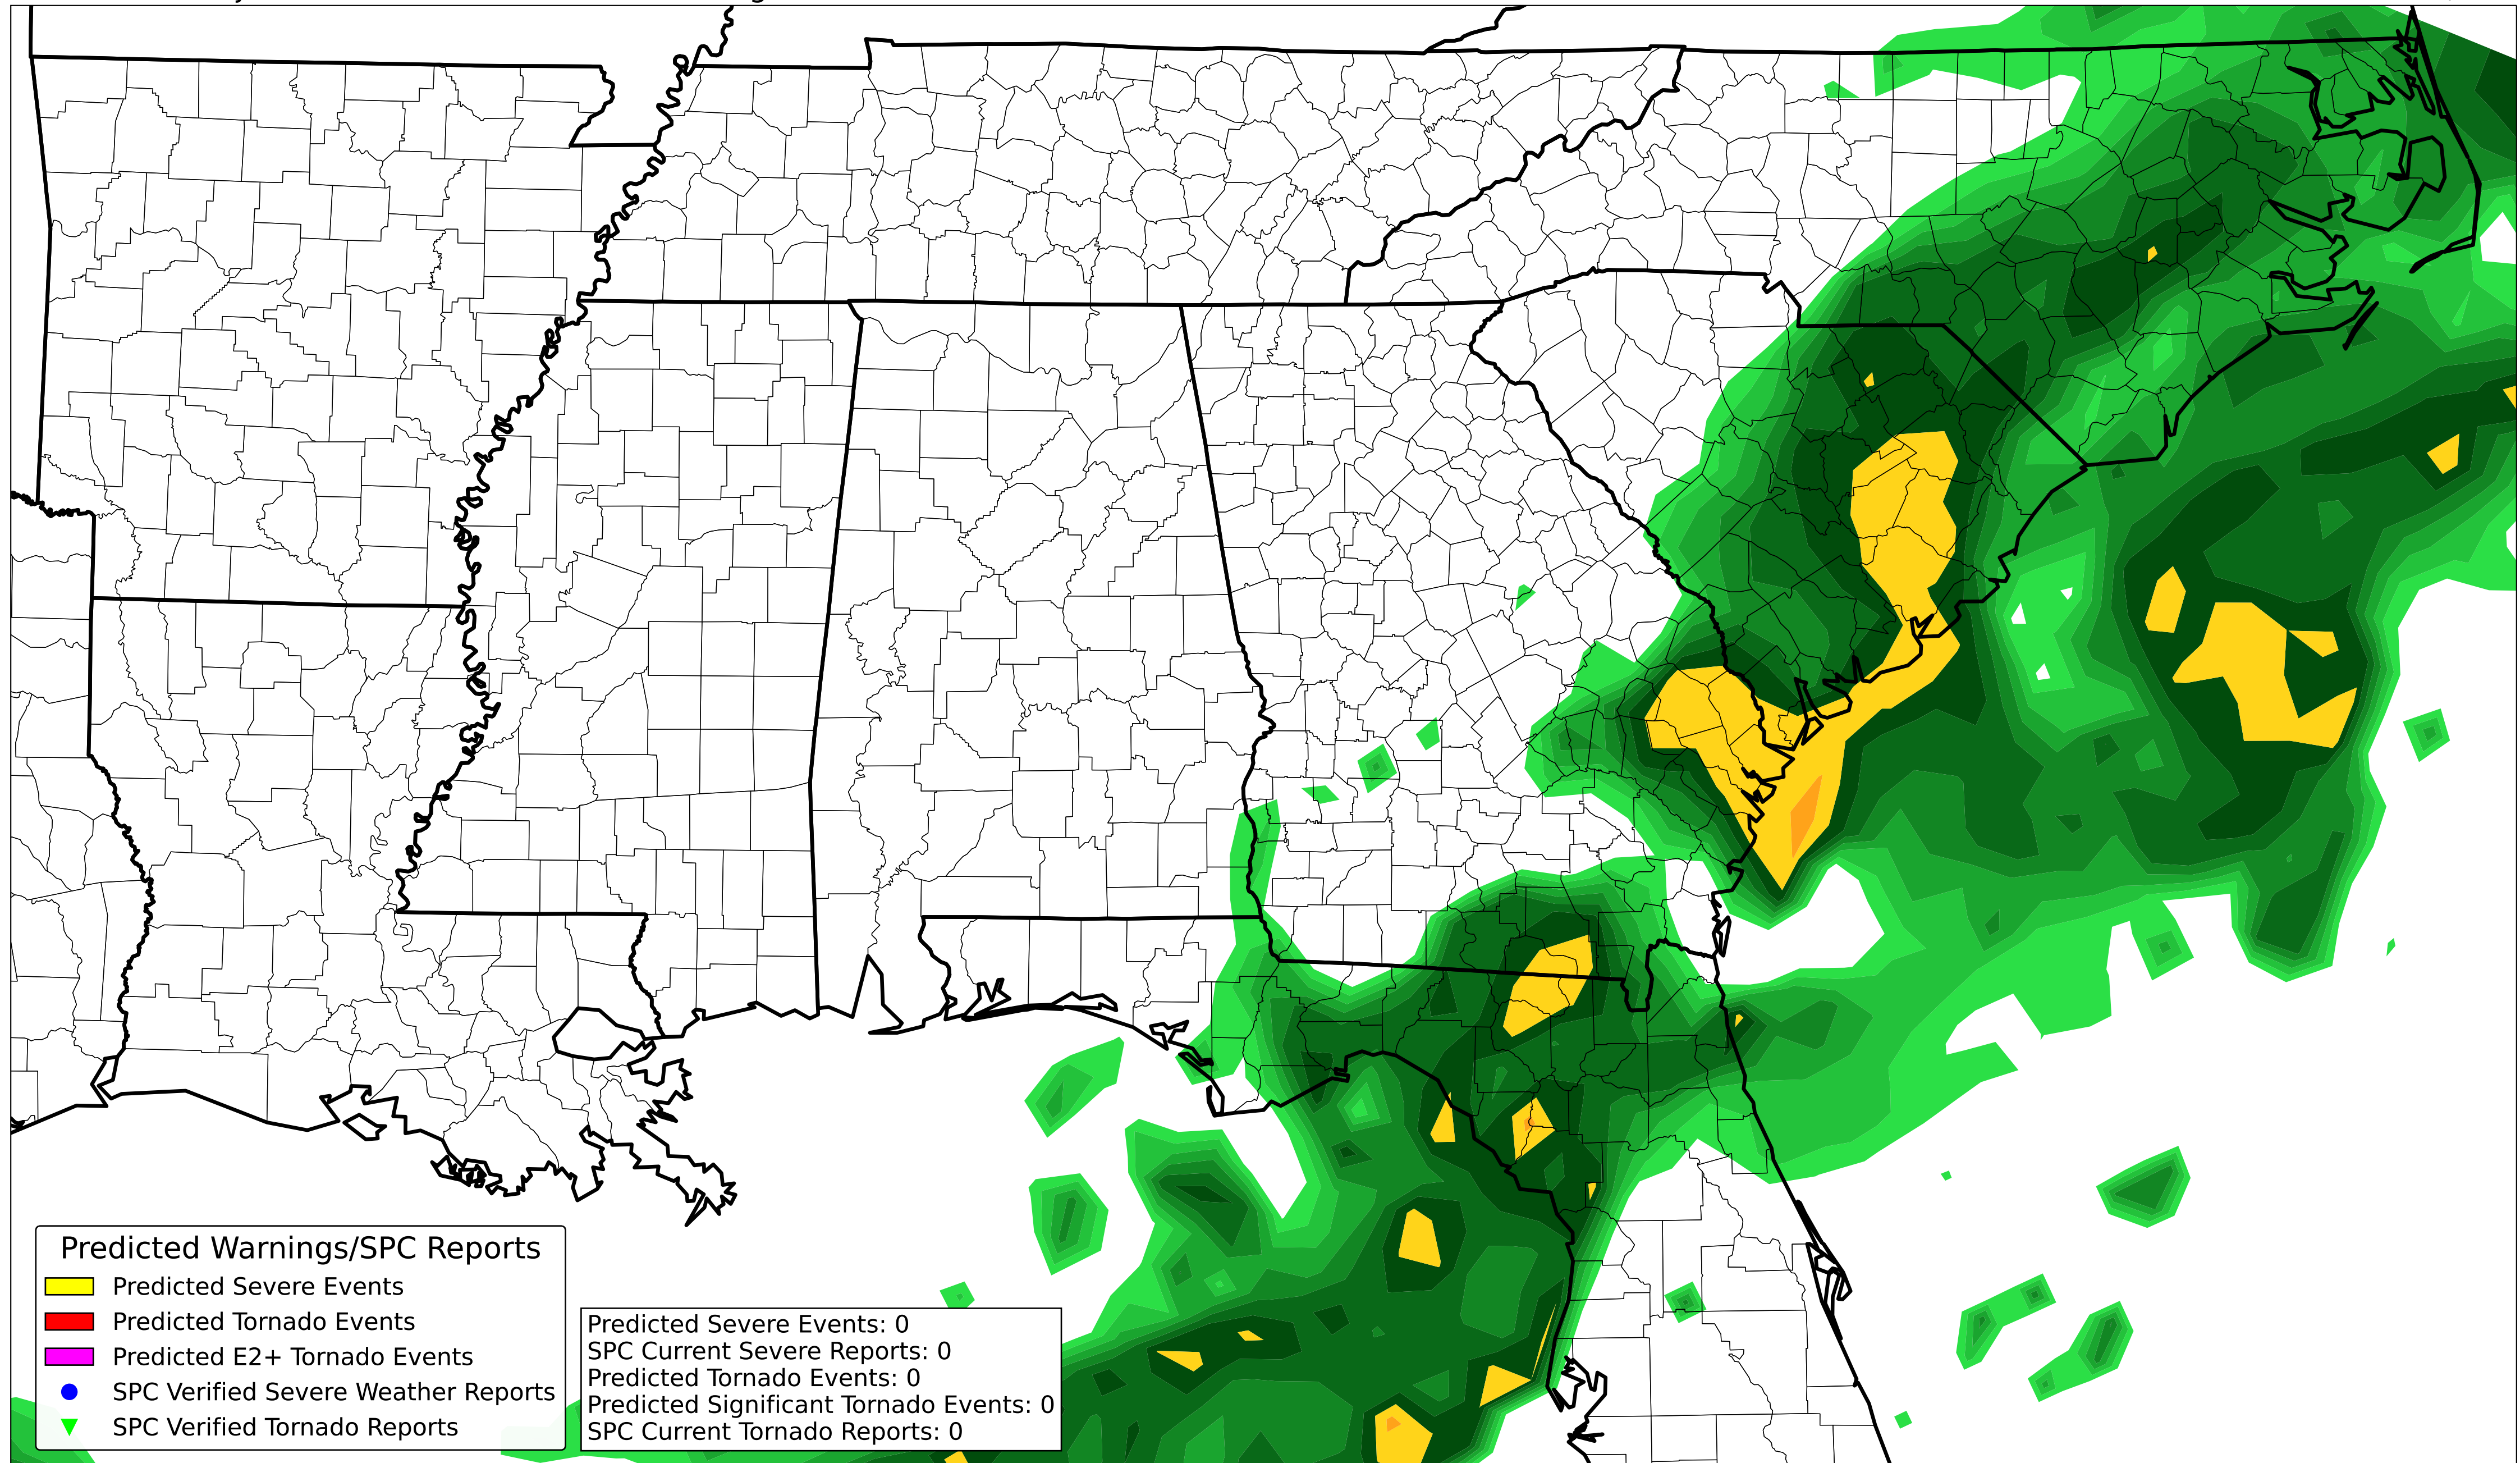 Predicted Warnings/SPC Reports
Predicted Severe Events
Predicted Tornado Events
Predicted E2+ Tornado Events
SPC Verified Severe Weather Reports
SPC Verified Tornado Reports
Predicted Severe Events: 0
SPC Current Severe Reports: 0
Predicted Tornado Events: 0
Predicted Significant Tornado Events: 0
SPC Current Tornado Reports: 0